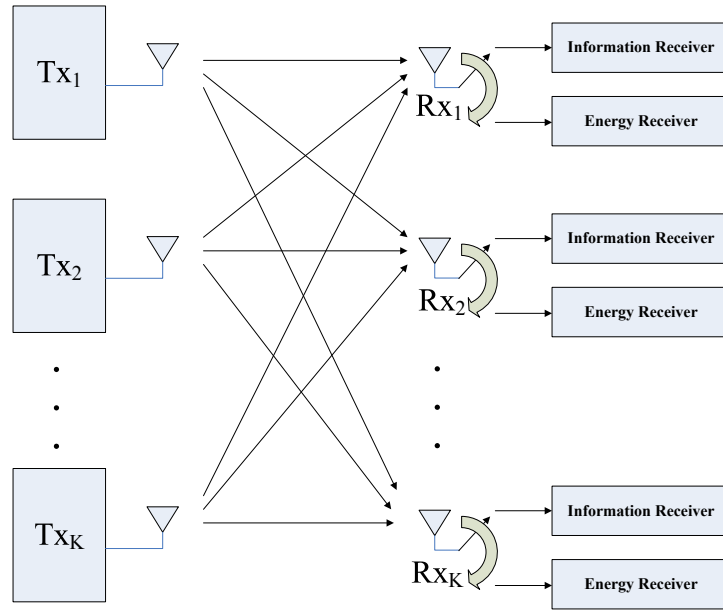 Tx1
Rx1
Information Receiver
Energy Receiver
Tx2
Rx2
Information Receiver
Energy Receiver
TxK
RxK
Information Receiver
Energy Receiver